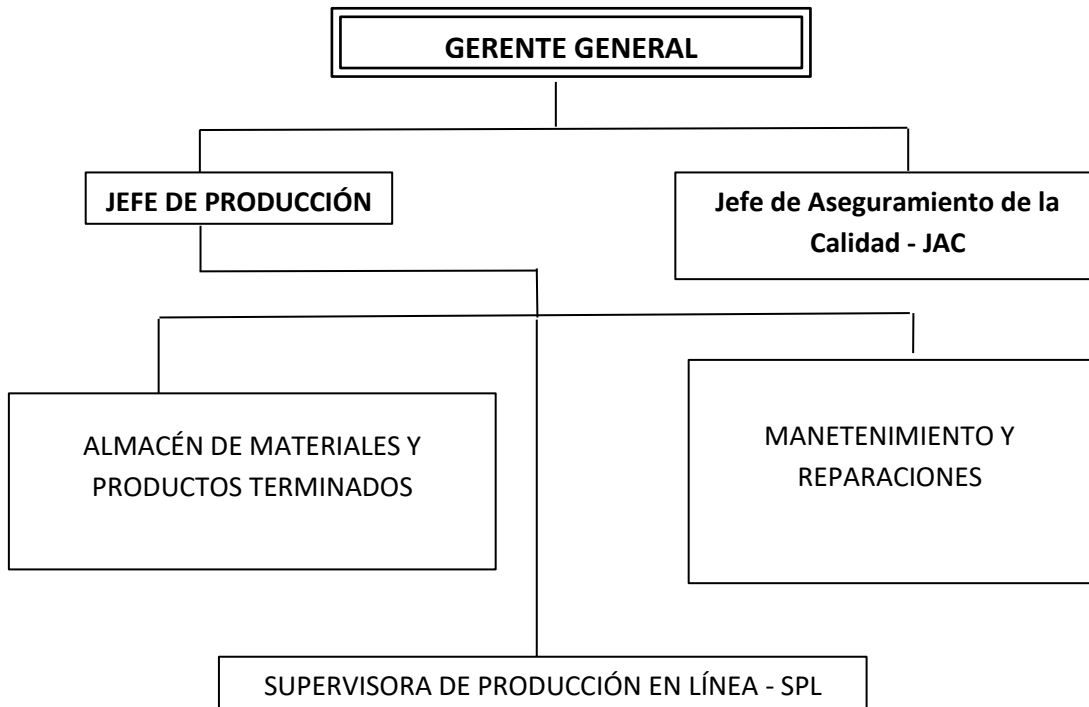 GERENTE GENERAL
JEFE DE PRODUCCIÓN
Jefe de Aseguramiento de la
Calidad - JAC
ALMACÉN DE MATERIALES Y
PRODUCTOS TERMINADOS
MANETENIMIENTO Y
REPARACIONES
SUPERVISORA DE PRODUCCIÓN EN LÍNEA - SPL